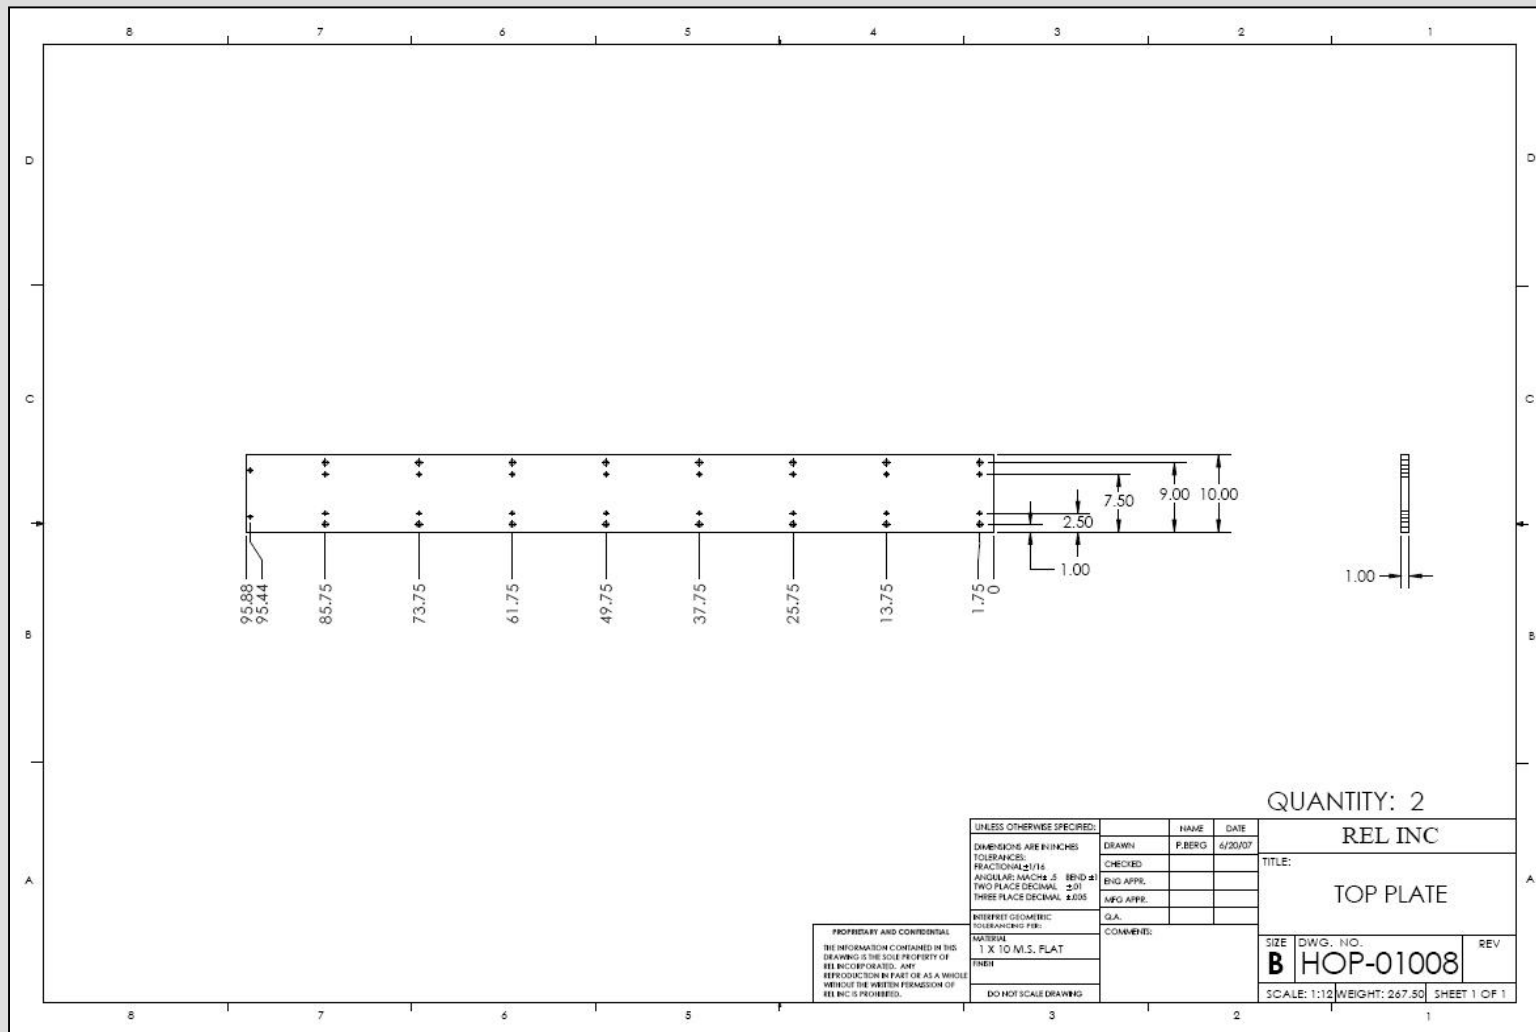 8 7 6 5 4 3 2 1
D D
C C
7.50 9.00 10.00
2.50
1.00
1.00
95.88 95.44 85.75 73.75 61.75 49.75 37.75 25.75 13.75 1.75 0
B B
A A
QUANTITY: 2
UNLESS OTHERWISE SPECIFIED:
DIMENSIONS ARE IN INCHES
TOLERANCES:
FRACTIONAL±1/16
ANGULAR: MACH± .5 BEND ±1
TWO PLACE DECIMAL ±.01
THREE PLACE DECIMAL ±.005
INTERPRET GEOMETRIC
TOLERANCING PER:
MATERIAL
1 X 10 M.S. FLAT
FINISH
DO NOT SCALE DRAWING
NAME DATE
DRAWN P.BERG 6/20/07
CHECKED
ENG APPR.
MFG APPR.
Q.A.
COMMENTS:
REL INC
TITLE:
TOP PLATE
SIZE DWG. NO. REV
B HOP-01008
SCALE: 1:12 WEIGHT: 267.50 SHEET 1 OF 1
PROPRIETARY AND CONFIDENTIAL
THE INFORMATION CONTAINED IN THIS
DRAWING IS THE SOLE PROPERTY OF
REL INCORPORATED. ANY
REPRODUCTION IN PART OR AS A WHOLE
WITHOUT THE WRITTEN PERMISSION OF
REL INC IS PROHIBITED.
8 7 6 5 3 2 1